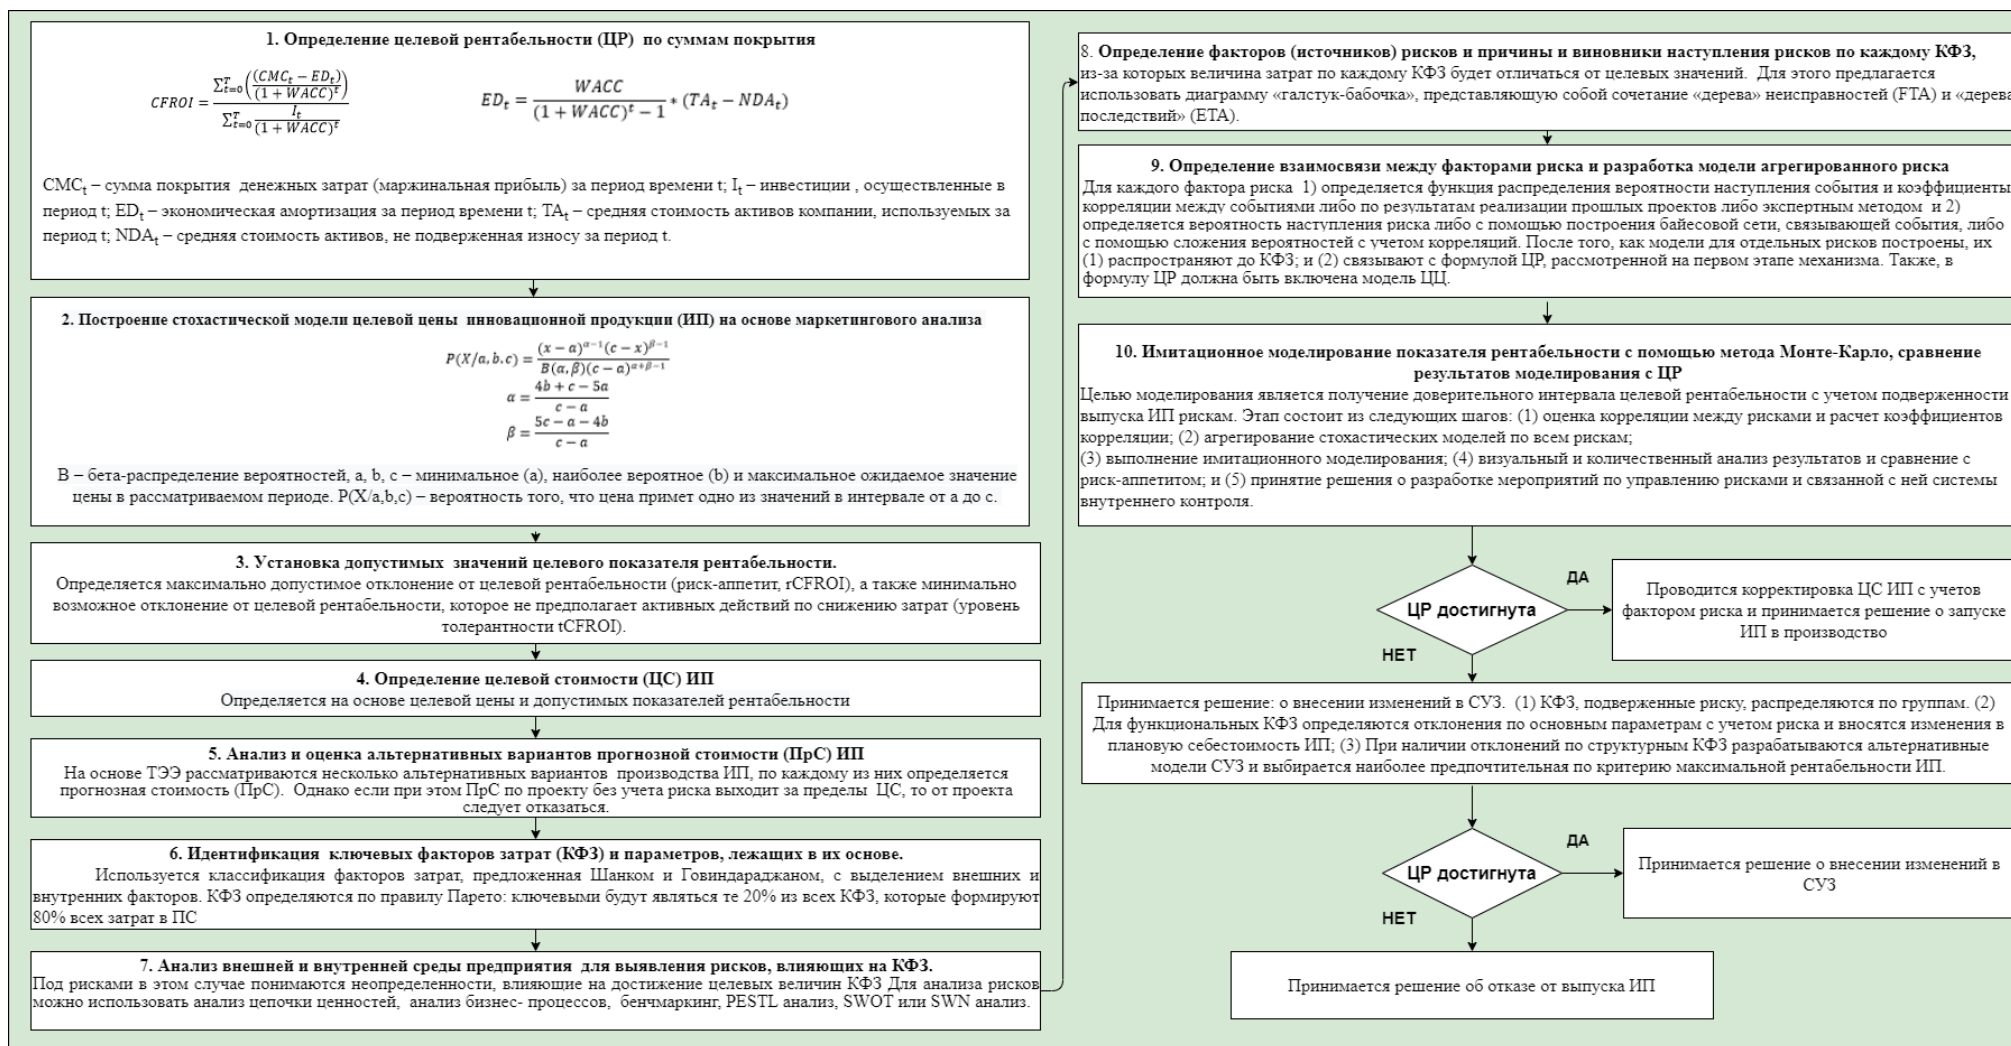 1. Определение целевой рентабельности (ЦР) по суммам покрытия
CFROI = \frac{\sum_{t=0}^{T}\left(\frac{(CMC_t - ED_t)}{(1 + WACC)^t}\right)}{\sum_{t=0}^{T}\frac{I_t}{(1 + WACC)^t}}
ED_t = \frac{WACC}{(1 + WACC)^t - 1} * (TA_t - NDA_t)
CMC_t – сумма покрытия денежных затрат (маржинальная прибыль) за период времени t; I_t – инвестиции , осуществленные в
период t; ED_t – экономическая амортизация за период времени t; TA_t – средняя стоимость активов компании, используемых за
период t; NDA_t – средняя стоимость активов, не подверженная износу за период t.
2. Построение стохастической модели целевой цены инновационной продукции (ИП) на основе маркетингового анализа
P(X/a, b. c) = \frac{(x - a)^{α-1}(c - x)^{β-1}}{B(α, β)(c - a)^{α+β-1}}
α = \frac{4b + c - 5a}{c - a}
β = \frac{5c - a - 4b}{c - a}
B – бета-распределение вероятностей, a, b, c – минимальное (a), наиболее вероятное (b) и максимальное ожидаемое значение
цены в рассматриваемом периоде. P(X/a,b,c) – вероятность того, что цена примет одно из значений в интервале от a до c.
3. Установка допустимых значений целевого показателя рентабельности.
Определяется максимально допустимое отклонение от целевой рентабельности (риск-аппетит, rCFROI), а также минимально
возможное отклонение от целевой рентабельности, которое не предполагает активных действий по снижению затрат (уровень
толерантности tCFROI).
4. Определение целевой стоимости (ЦС) ИП
Определяется на основе целевой цены и допустимых показателей рентабельности
5. Анализ и оценка альтернативных вариантов прогнозной стоимости (ПрС) ИП
На основе ТЭЭ рассматриваются несколько альтернативных вариантов производства ИП, по каждому из них определяется
прогнозная стоимость (ПрС). Однако если при этом ПрС по проекту без учета риска выходит за пределы ЦС, то от проекта
следует отказаться.
6. Идентификация ключевых факторов затрат (КФЗ) и параметров, лежащих в их основе.
Используется классификация факторов затрат, предложенная Шанком и Говиндараджаном, с выделением внешних и
внутренних факторов. КФЗ определяются по правилу Парето: ключевыми будут являться те 20% из всех КФЗ, которые формируют
80% всех затрат в ПС
7. Анализ внешней и внутренней среды предприятия для выявления рисков, влияющих на КФЗ.
Под рисками в этом случае понимаются неопределенности, влияющие на достижение целевых величин КФЗ Для анализа рисков
можно использовать анализ цепочки ценностей, анализ бизнес- процессов, бенчмаркинг, PESTL анализ, SWOT или SWN анализ.
8. Определение факторов (источников) рисков и причины и виновники наступления рисков по каждому КФЗ,
из-за которых величина затрат по каждому КФЗ будет отличаться от целевых значений. Для этого предлагается
использовать диаграмму «галстук-бабочка», представляющую собой сочетание «дерева» неисправностей (FTA) и «дерева
последствий» (ETA).
9. Определение взаимосвязи между факторами риска и разработка модели агрегированного риска
Для каждого фактора риска 1) определяется функция распределения вероятности наступления события и коэффициенты
корреляции между событиями либо по результатам реализации прошлых проектов либо экспертным методом и 2)
определяется вероятность наступления риска либо с помощью построения байесовой сети, связывающей события, либо
с помощью сложения вероятностей с учетом корреляций. После того, как модели для отдельных рисков построены, их
(1) распространяют до КФЗ; и (2) связывают с формулой ЦР, рассмотренной на первом этапе механизма. Также, в
формулу ЦР должна быть включена модель ЦЦ.
10. Имитационное моделирование показателя рентабельности с помощью метода Монте-Карло, сравнение
результатов моделирования с ЦР
Целью моделирования является получение доверительного интервала целевой рентабельности с учетом подверженности
выпуска ИП рискам. Этап состоит из следующих шагов: (1) оценка корреляции между рисками и расчет коэффициентов
корреляции; (2) агрегирование стохастических моделей по всем рискам;
(3) выполнение имитационного моделирования; (4) визуальный и количественный анализ результатов и сравнение с
риск-аппетитом; и (5) принятие решения о разработке мероприятий по управлению рисками и связанной с ней системы
внутреннего контроля.
ЦР достигнута
ДА
Проводится корректировка ЦС ИП с учетов
фактором риска и принимается решение о запуске
ИП в производство
НЕТ
Принимается решение: о внесении изменений в СУЗ. (1) КФЗ, подверженные риску, распределяются по группам. (2)
Для функциональных КФЗ определяются отклонения по основным параметрам с учетом риска и вносятся изменения в
плановую себестоимость ИП; (3) При наличии отклонений по структурным КФЗ разрабатываются альтернативные
модели СУЗ и выбирается наиболее предпочтительная по критерию максимальной рентабельности ИП.
ЦР достигнута
ДА
Принимается решение о внесении изменений в
СУЗ
НЕТ
Принимается решение об отказе от выпуска ИП